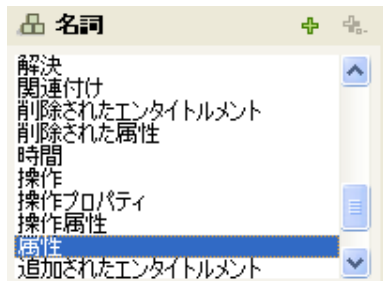 名詞
解決
関連付け
削除されたエンタイトルメント
削除された属性
時間
操作
操作プロパティ
操作属性
属性
追加されたエンタイトルメント